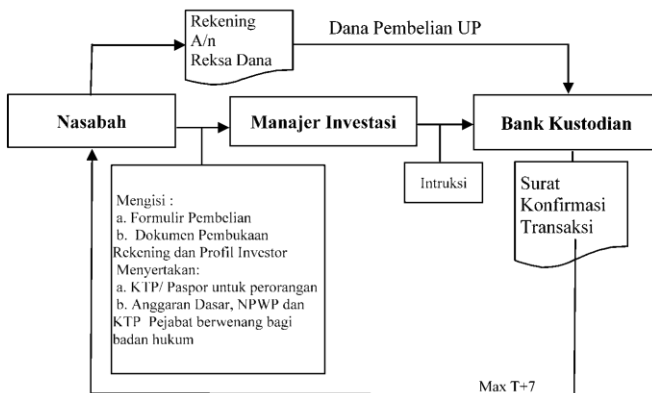 Rekening
A/n
Reksa Dana
Dana Pembelian UP
Nasabah
Manajer Investasi
Bank Kustodian
Intruksi
Surat
Konfirmasi
Transaksi
Mengisi :
a. Formulir Pembelian
b. Dokumen Pembukaan
Rekening dan Profil Investor
Menyertakan:
a. KTP/ Paspor untuk perorangan
b. Anggaran Dasar, NPWP dan
KTP Pejabat berwenang bagi
badan hukum
Max T+7